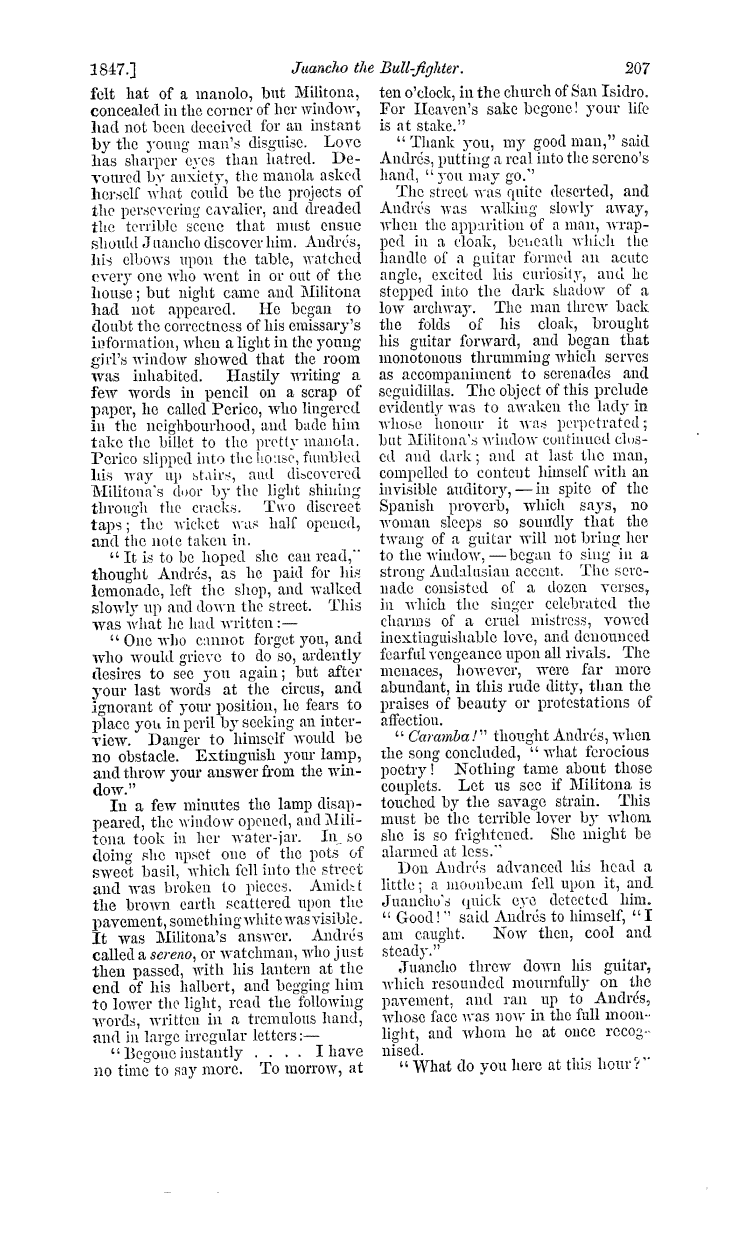 1847.] Juancho the Bull-fighter. 207
felt hat of a manolo, but Militona,
concealed in the corner of her window,
had not been deceived for an instant
by the young man's disguise. Love
has sharper eyes than hatred. De-
voured by anxiety, the manola asked
herself what could be the projects of
the persevering cavalier, and dreaded
the terrible scene that must ensue
should Juancho discover him. Andrés,
his elbows upon the table, watched
every one who went in or out of the
house; but night came and Militona
had not appeared. He began to
doubt the correctness of his emissary's
information, when a light in the young
girl's window showed that the room
was inhabited. Hastily writing a
few words in pencil on a scrap of
paper, he called Perico, who lingered
in the neighbourhood, and bade him
take the billet to the pretty manola.
Perico slipped into the house, fumbled
his way up stairs, and discovered
Militona's door by the light shining
through the cracks. Two discreet
taps; the wicket was half opened,
and the note taken in.
"It is to be hoped she can read,"
thought Andrés, as he paid for his
lemonade, left the shop, and walked
slowly up and down the street. This
was what he had written:—
"One who cannot forget you, and
who would grieve to do so, ardently
desires to see you again; but after
your last words at the circus, and
ignorant of your position, he fears to
place you in peril by seeking an inter-
view. Danger to himself would be
no obstacle. Extinguish your lamp,
and throw your answer from the win-
dow."
In a few minutes the lamp disap-
peared, the window opened, and Mili-
tona took in her water-jar. In so
doing she upset one of the pots of
sweet basil, which fell into the street
and was broken to pieces. Amidst
the brown earth scattered upon the
pavement, something white was visible.
It was Militona's answer. Andrés
called a sereno, or watchman, who just
then passed, with his lantern at the
end of his halbert, and begging him
to lower the light, read the following
words, written in a tremulous hand,
and in large irregular letters:—
"Begone instantly . . . . I have
no time to say more. To morrow, at
ten o'clock, in the church of San Isidro.
For Heaven's sake begone! your life
is at stake."
"Thank you, my good man," said
Andrés, putting a real into the sereno's
hand, "you may go."
The street was quite deserted, and
Andrés was walking slowly away,
when the apparition of a man, wrap-
ped in a cloak, beneath which the
handle of a guitar formed an acute
angle, excited his curiosity, and he
stepped into the dark shadow of a
low archway. The man threw back
the folds of his cloak, brought
his guitar forward, and began that
monotonous thrumming which serves
as accompaniment to serenades and
seguidillas. The object of this prelude
evidently was to awaken the lady in
whose honour it was perpetrated;
but Militona's window continued clos-
ed and dark; and at last the man,
compelled to content himself with an
invisible auditory,—in spite of the
Spanish proverb, which says, no
woman sleeps so soundly that the
twang of a guitar will not bring her
to the window,—began to sing in a
strong Andalusian accent. The sere-
nade consisted of a dozen verses,
in which the singer celebrated the
charms of a cruel mistress, vowed
inextinguishable love, and denounced
fearful vengeance upon all rivals. The
menaces, however, were far more
abundant, in this rude ditty, than the
praises of beauty or protestations of
affection.
"Caramba!" thought Andrés, when
the song concluded, "what ferocious
poetry! Nothing tame about those
couplets. Let us see if Militona is
touched by the savage strain. This
must be the terrible lover by whom
she is so frightened. She might be
alarmed at less."
Don Andrés advanced his head a
little; a moonbeam fell upon it, and
Juancho's quick eye detected him.
"Good!" said Andrés to himself, "I
am caught. Now then, cool and
steady."
Juancho threw down his guitar,
which resounded mournfully on the
pavement, and ran up to Andrés,
whose face was now in the full moon-
light, and whom he at once recog-
nised.
"What do you here at this hour?"